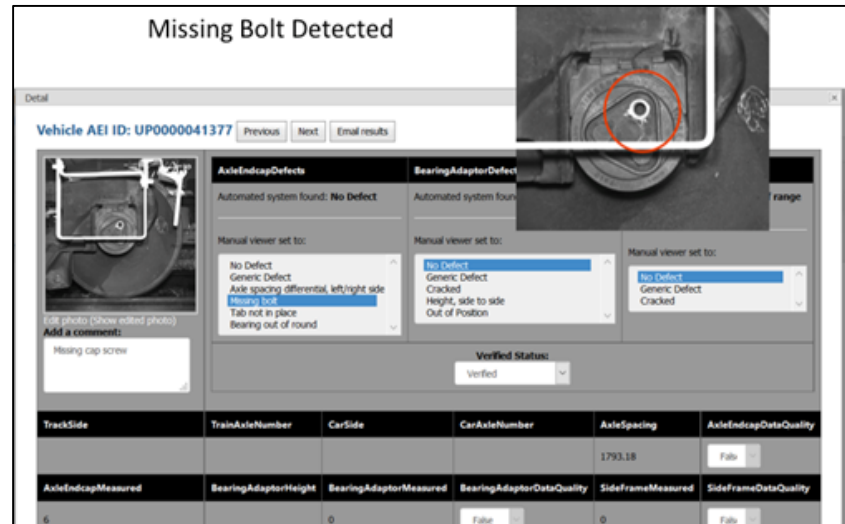 Missing Bolt Detected
Detail
Vehicle AEI ID: UP0000041377 Previous Next Email results
AxleEndcapDefects
BearingAdaptorDefect
Automated system found: No Defect
Automated system foun
range
Manual viewer set to:
No Defect
Generic Defect
Axle spacing differential, left/right side
Missing bolt
Tab not in place
Bearing out of round
Manual viewer set to:
No Defect
Generic Defect
Cracked
Height, side to side
Out of Position
Manual viewer set to:
No Defect
Generic Defect
Cracked
Edit photo (Show edited photo)
Add a comment:
Missing cap screw
Verified Status:
Verified
TrackSide TrainAxleNumber CarSide CarAxleNumber AxleSpacing AxleEndcapDataQuality
1793.18 Fals
AxleEndcapMeasured BearingAdaptorHeight BearingAdaptorMeasured BearingAdaptorDataQuality SideFrameMeasured SideFrameDataQuality
6 0 False 0 Fals